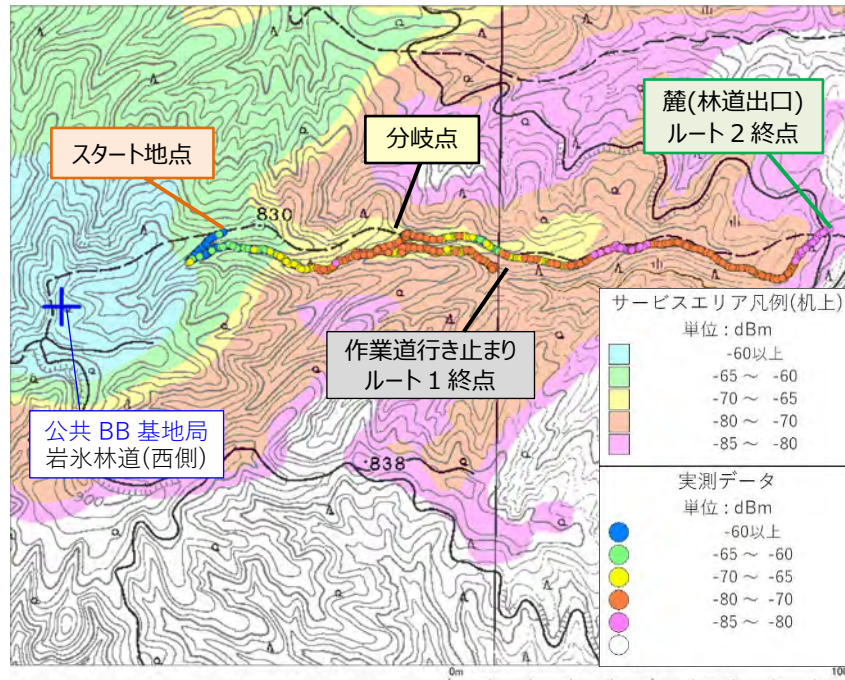 830
スタート地点
分岐点
麓(林道出口)
ルート2終点
作業道行き止まり
ルート1終点
公共 BB 基地局
岩氷林道(西側)
838
900
サービスエリア凡例(机上)
単位:dBm
-60以上
-65~ -60
-70~ -65
-80~ -70
-85~ -80
実測データ
単位:dBm
-60以上
-65~ -60
-70~ -65
-80~ -70
-85~ -80
0m